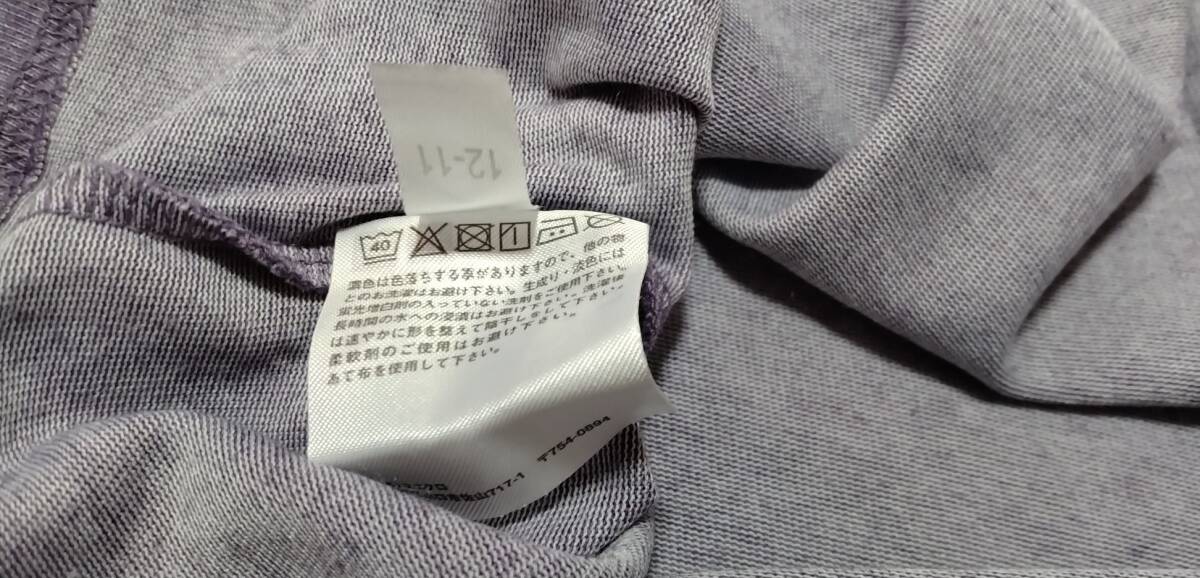 12-11
40
濃色は色落ちする事がありますので、他の物
とのお洗濯はお避け下さい。生成り・淡色には
蛍光増白剤の入っていない洗剤をご使用下さい。
長時間の水への浸漬はお避け下さい。洗濯後
は速やかに形を整えて陰干しをして下さい。
柔軟剤のご使用はお避け下さい。
あて布を使用して下さい。
〒754-0894
山717-1